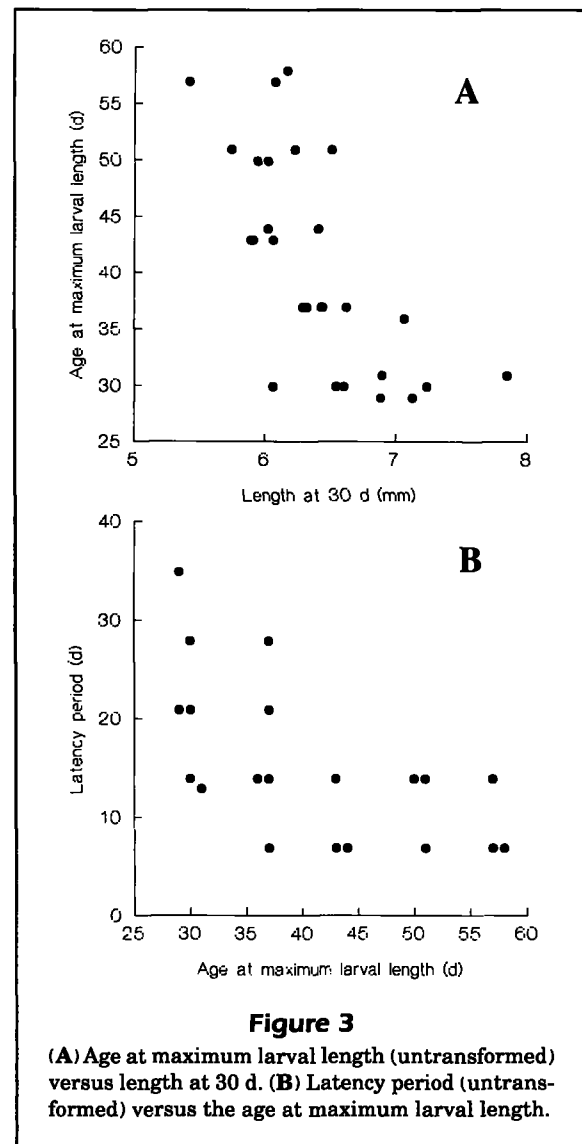 60
55
50
45
40
35
30
25
Age at maximum larval length (d)
A
5 6 7 8
Length at 30 d (mm)
40
30
20
10
0
Latency period (d)
B
25 30 35 40 45 50 55 60
Age at maximum larval length (d)
Figure 3
(A) Age at maximum larval length (untransformed)
versus length at 30 d. (B) Latency period (untrans-
formed) versus the age at maximum larval length.